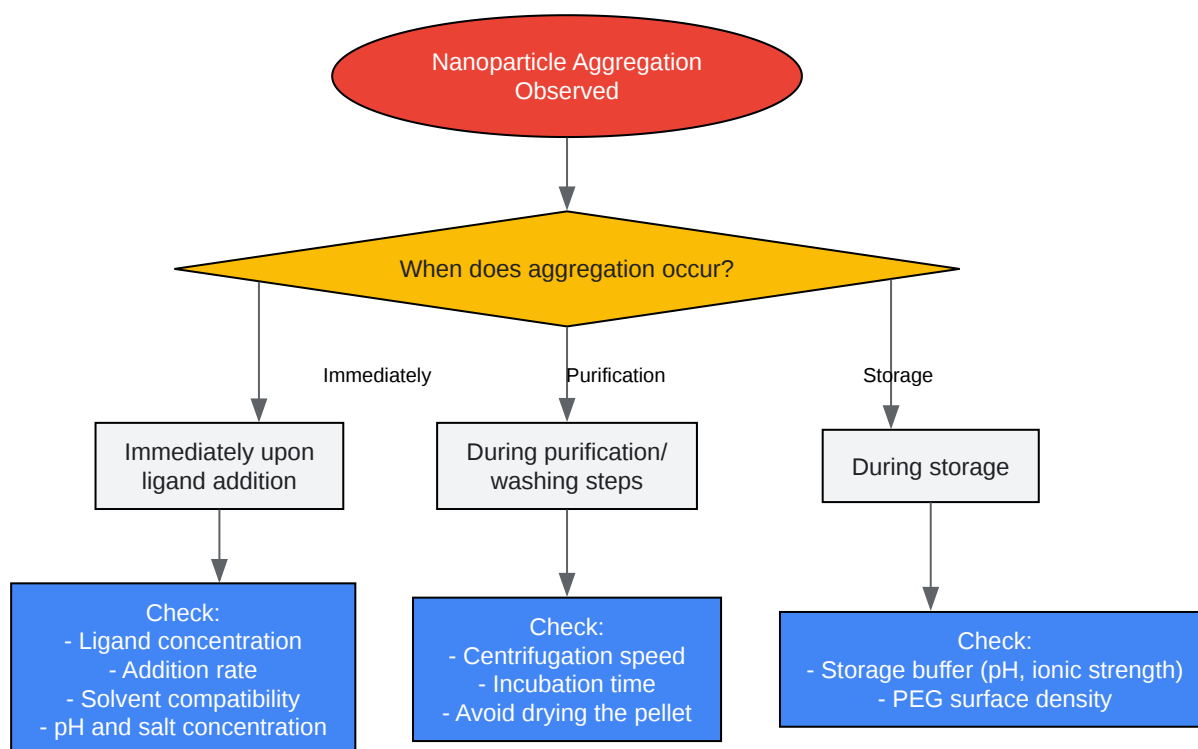 Nanoparticle Aggregation
Observed
When does aggregation occur?
Immediately
Purification
Storage
Immediately upon
ligand addition
During purification/
washing steps
During storage
Check:
- Ligand concentration
- Addition rate
- Solvent compatibility
- pH and salt concentration
Check:
- Centrifugation speed
- Incubation time
- Avoid drying the pellet
Check:
- Storage buffer (pH, ionic strength)
- PEG surface density